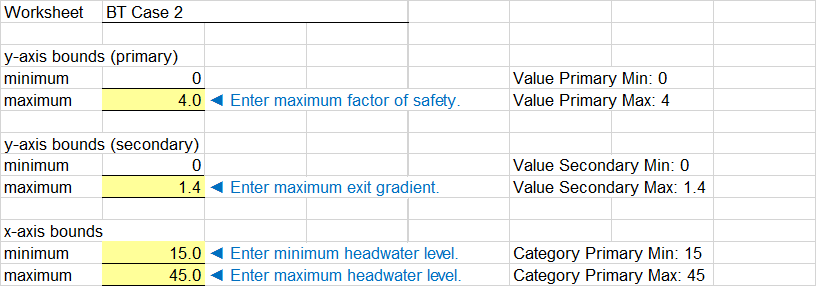 Worksheet BT Case 2
y-axis bounds (primary)
minimum 0 Value Primary Min: 0
maximum 4.0 ◄ Enter maximum factor of safety. Value Primary Max: 4
y-axis bounds (secondary)
minimum 0 Value Secondary Min: 0
maximum 1.4 ◄ Enter maximum exit gradient. Value Secondary Max: 1.4
x-axis bounds
minimum 15.0 ◄ Enter minimum headwater level. Category Primary Min: 15
maximum 45.0 ◄ Enter maximum headwater level. Category Primary Max: 45